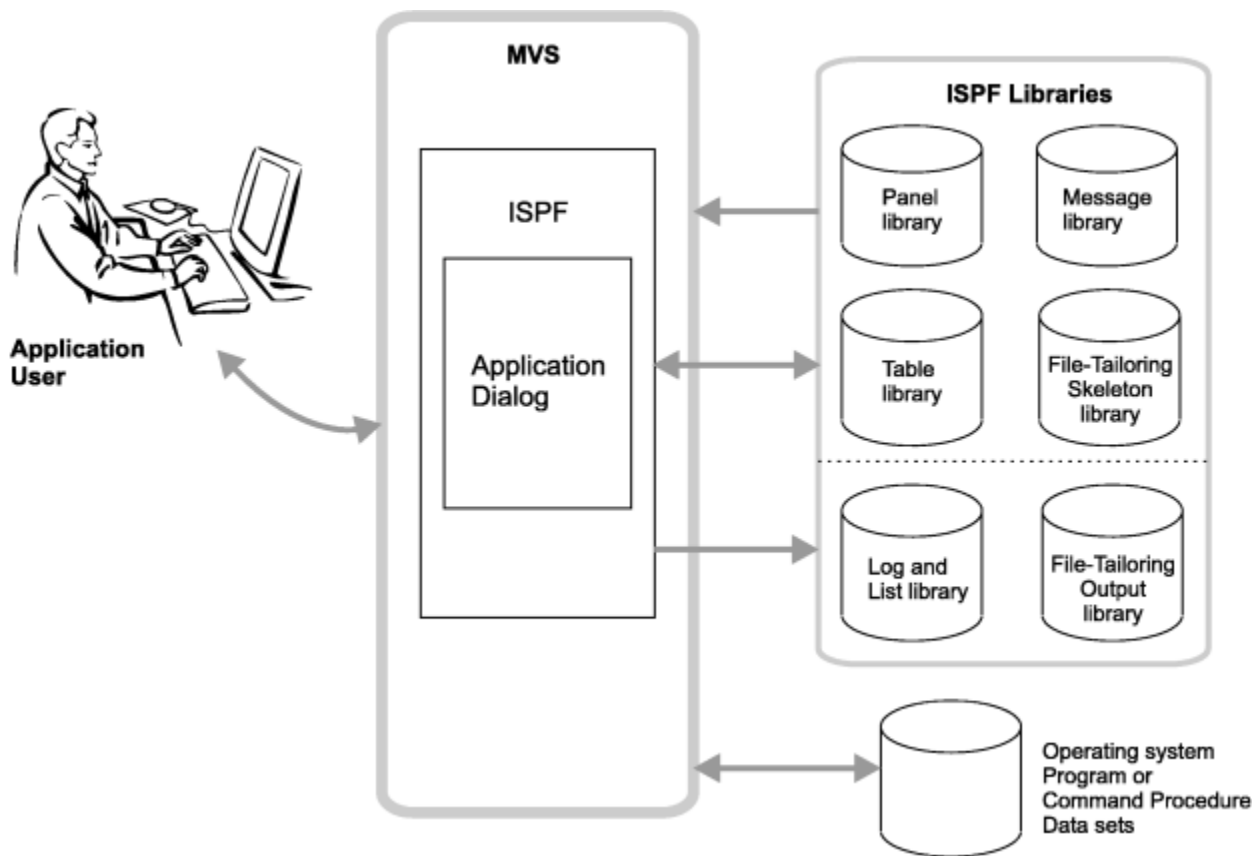 MVS
ISPF Libraries
Panel
library
Message
library
ISPF
Application
User
Application
Dialog
Table
library
File-Tailoring
Skeleton
library
Log and
List library
File-Tailoring
Output
library
Operating system
Program or
Command Procedure
Data sets